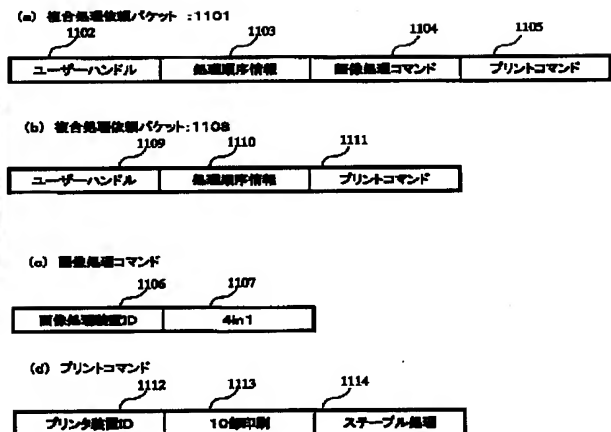 (a) 複合処理依頼パケット :1101
1102 1103 1104 1105
ユーザーハンドル 処理順序情報 画像処理コマンド プリントコマンド
(b) 複合処理依頼パケット:1108
1109 1110 1111
ユーザーハンドル 処理順序情報 プリントコマンド
(c) 画像処理コマンド
1106 1107
画像処理装置ID 4in1
(d) プリントコマンド
1112 1113 1114
プリンタ装置ID 10部印刷 ステープル処理